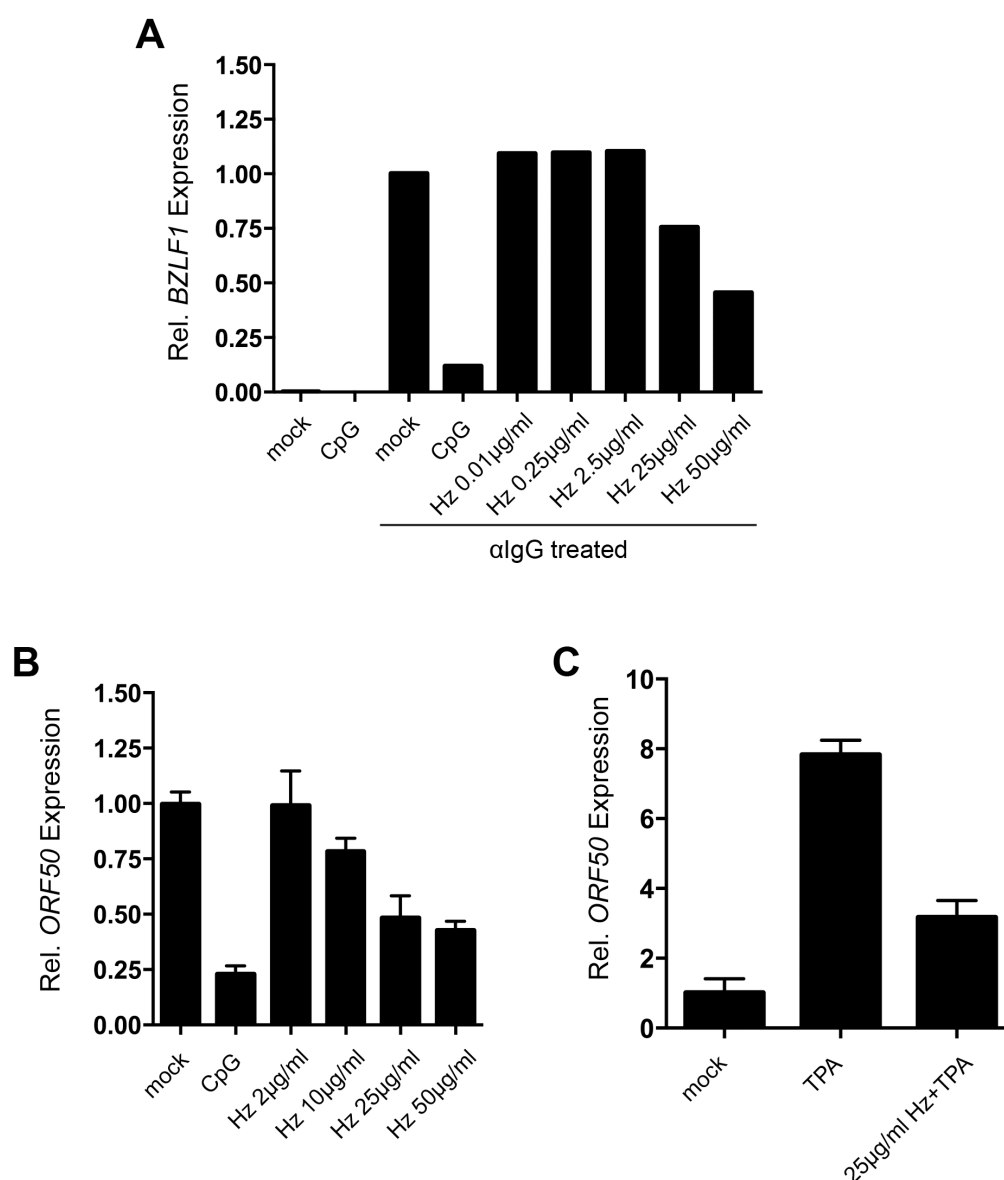 A
Rel. BZLF1 Expression
1.50
1.25
1.00
0.75
0.50
0.25
0.00
mock
CpG
mock
CpG
Hz 0.01µg/ml
Hz 0.25µg/ml
Hz 2.5µg/ml
Hz 25µg/ml
Hz 50µg/ml
αIgG treated
B
Rel. ORF50 Expression
1.50
1.25
1.00
0.75
0.50
0.25
0.00
mock
CpG
Hz 2µg/ml
Hz 10µg/ml
Hz 25µg/ml
Hz 50µg/ml
C
Rel. ORF50 Expression
10
8
6
4
2
0
mock
TPA
25µg/ml Hz+TPA